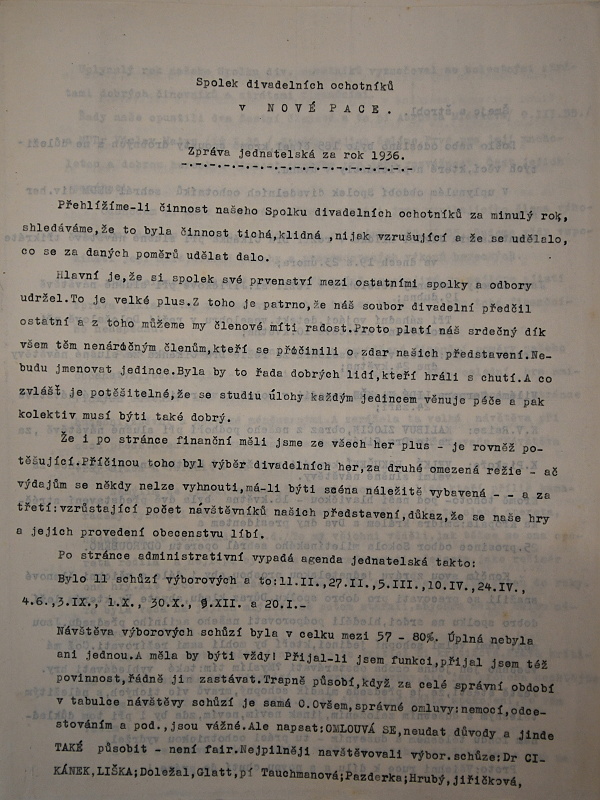 Spolek divadelních ochotníků
v NOVÉ PACE.
Zpráva jednatelská za rok 1936.
Přehlížíme-li činnost našeho Spolku divadelních ochotníků za minulý rok,
shledáváme,že to byla činnost tichá,klidná ,nijak vzrušující a že se udělalo,
co se za daných poměrů udělat dalo.
Hlavní je,že si spolek své prvenství mezi ostatními spolky a odbory
udržel.To je velké plus.Z toho je patrno,že náš soubor divadelní předčil
ostatní a z toho můžeme my členové míti radost.Proto platí náš srdečný dík
všem těm nenáročným členům,kteří se přičinili o zdar našich představení.Ne-
budu jmenovat jedince.Byla by to řada dobrých lidí,kteří hráli s chutí.A co
zvlášť je potěšitelné,že se studiu úlohy každým jedincem věnuje péče a pak
kolektiv musí býti také dobrý.
Že i po stránce finanční měli jsme ze všech her plus - je rovněž po-
těšující.Příčinou toho byl výběr divadelních her,za druhé omezená režie - ač
výdajům se někdy nelze vyhnouti,má-li býti scéna náležitě vybavená - - a za
třetí:vzrůstající počet návštěvníků našich představení,důkaz,že se naše hry
a jejich provedení obecenstvu líbí.
Po stránce administrativní vypadá agenda jednatelská takto:
Bylo 11 schůzí výborových a to:11.II.,27.II.,5.III.,10.IV.,24.IV.,
4.6.,3.IX., 1.X., 30.X., 9.XII. a 20.I.-
Návštěva výborových schůzí byla v celku mezi 57 - 80%. Úplná nebyla
ani jednou.A měla by býti vždy! Přijal-li jsem funkci,přijal jsem též
povinnost,řádně ji zastávat.Trapně působí,když za celé správní období
v tabulce návštěvy schůzí je samá 0.Ovšem,správné omluvy:nemocí,odce-
stováním a pod.,jsou vážné.Ale napsat:OMLOUVÁ SE,neudat důvody a jinde
TAKÉ působit - není fair.Nejpilněji navštěvovali výbor.schůze:Dr CI-
KÁNEK,LIŠKA;Doležal,Glatt,pí Tauchmanová;Pazderka;Hrubý,jiřičková,